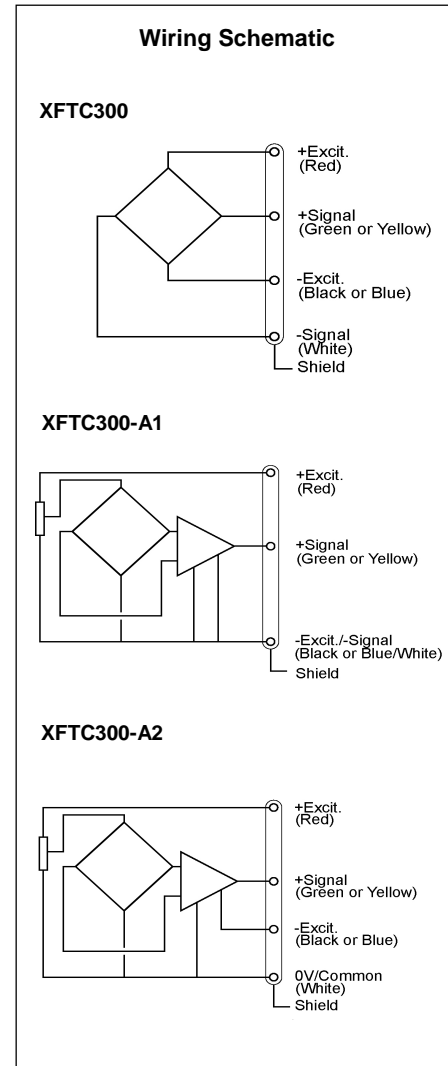 Wiring Schematic
XFTC300
+Excit.
(Red)
+Signal
(Green or Yellow)
-Excit.
(Black or Blue)
-Signal
(White)
Shield
XFTC300-A1
+Excit.
(Red)
+Signal
(Green or Yellow)
-Excit./-Signal
(Black or Blue/White)
Shield
XFTC300-A2
+Excit.
(Red)
+Signal
(Green or Yellow)
-Excit.
(Black or Blue)
0V/Common
(White)
Shield